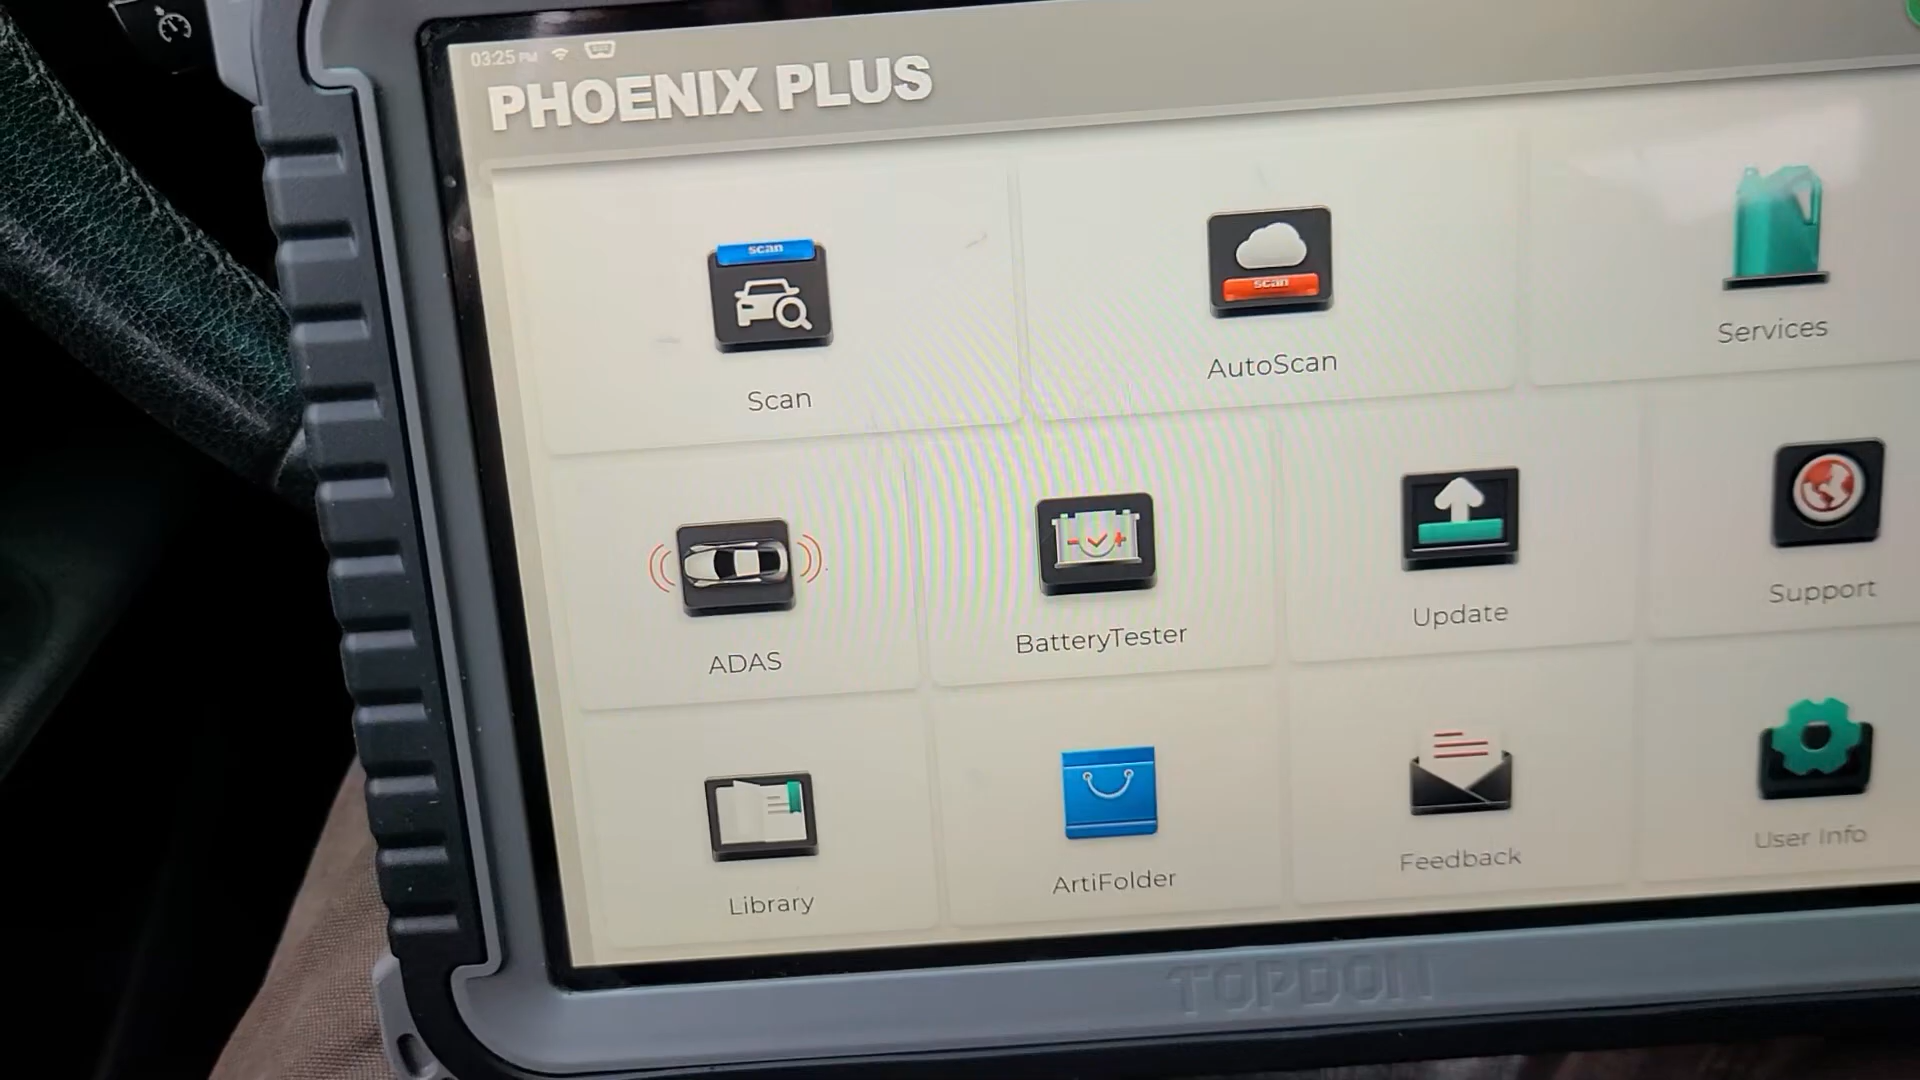 03:25 PM
PHOENIX PLUS
scan
scan
Scan
AutoScan
Services
ADAS
BatteryTester
Update
Support
Library
ArtiFolder
Feedback
User Info
TOPDON